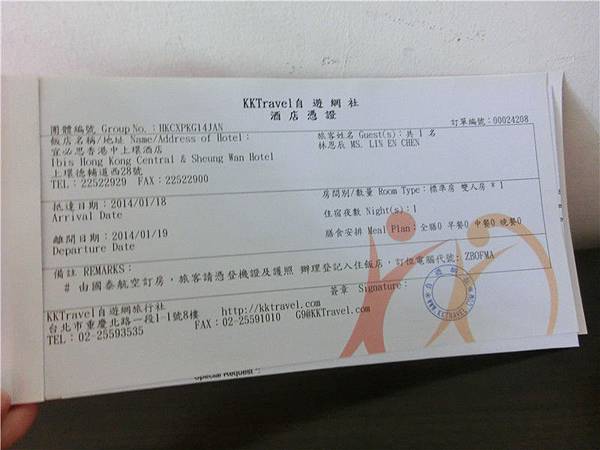 KKTravel自遊網社
酒店憑證
訂單編號:00024208
團體編號 Group No.:HKCXPKG14JAN
飯店名稱/地址 Name/Address of Hotel:
旅客姓名 Guest(s):共 1 名
宜必思香港中上環酒店
林恩辰 MS. LIN EN CHEN
Ibis Hong Kong Central & Sheung Wan Hotel
上環德輔道西28號
TEL:22522929 FAX:22522900
房間別/數量 Room Type:標準房 雙人房 * 1
抵達日期:2014/01/18
Arrival Date
住宿夜數 Night(s):1
膳食安排 Meal Plan:全膳0 早餐0 中餐0 晚餐0
離開日期:2014/01/19
Departure Date
備註 REMARKS:
# 由國泰航空訂房,旅客請憑登機證及護照 辦理登記入住飯店,訂位電腦代號: ZBOFMA
簽章 Signature:
KKTravel自遊網旅行社 http://kktravel.com
台北市重慶北路一段1-1號8樓 G9@KKTravel.com
TEL:02-25593535 FAX:02-25591010
Special Request :